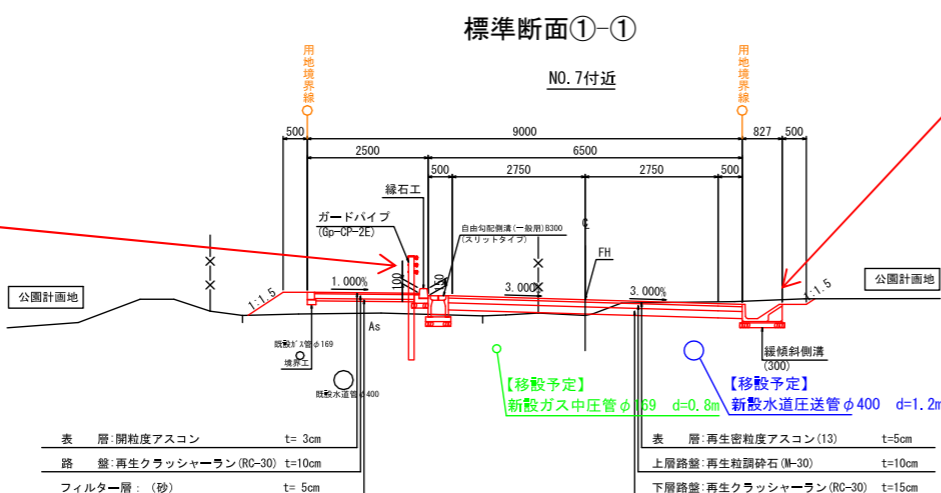 標準断面①-①
用地境界線
用地境界線
NO.7付近
500
9000
827
500
2500
6500
500
2750
2750
500
縁石工
ガードパイプ
(Gp-CP-2E)
自由勾配側溝(一般用)B300
(スリットタイプ)
FH
100
150
1.000%
3.000%
3.000%
1:1.5
1:1.5
公園計画地
公園計画地
As
既設ガス管φ169
境界工
既設水道管φ400
緩傾斜側溝
(300)
【移設予定】
新設ガス中圧管φ169 d=0.8m
【移設予定】
新設水道圧送管φ400 d=1.2m
表 層:開粒度アスコン t= 3cm
路 盤:再生クラッシャーラン(RC-30) t=10cm
フィルター層:(砂) t= 5cm
表 層:再生密粒度アスコン(13) t=5cm
上層路盤:再生粒調砕石(M-30) t=10cm
下層路盤:再生クラッシャーラン(RC-30) t=15cm